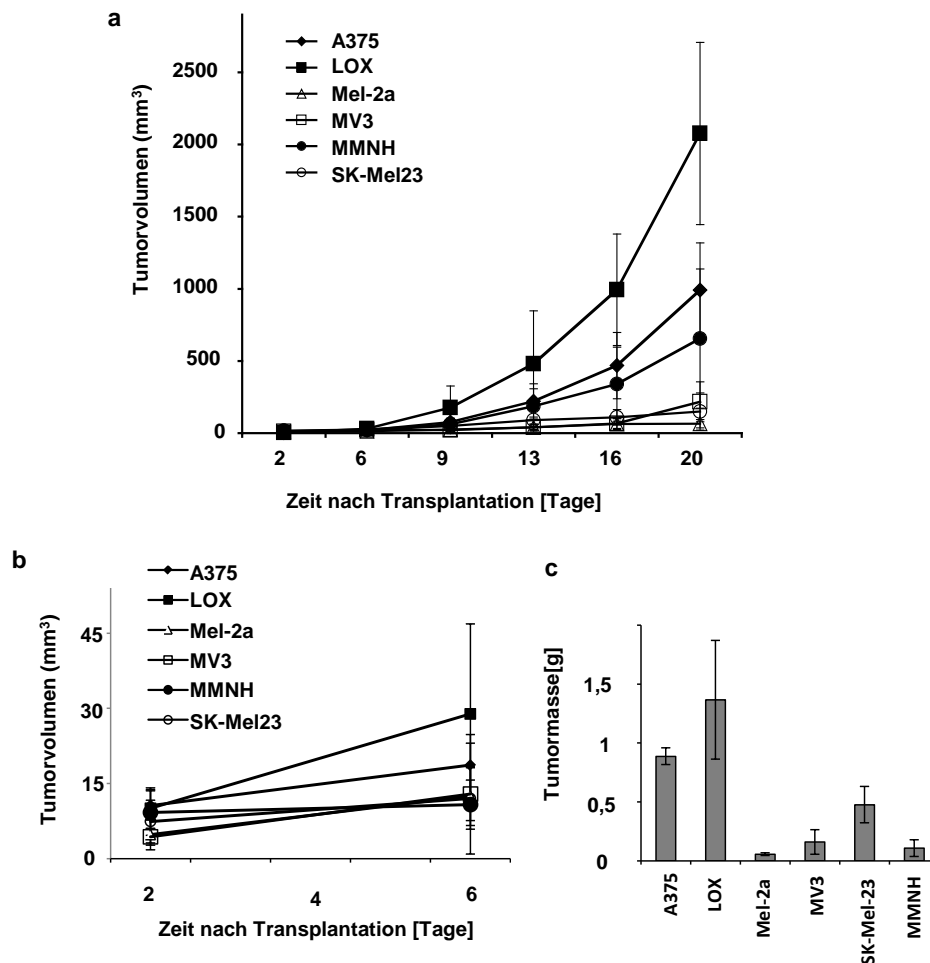 a
A375
LOX
Mel-2a
MV3
MMNH
SK-Mel23
Tumorvolumen (mm³)
2500
2000
1500
1000
500
0
2 6 9 13 16 20
Zeit nach Transplantation [Tage]
b
A375
LOX
Mel-2a
MV3
MMNH
SK-Mel23
Tumorvolumen (mm³)
45
30
15
0
2 4 6
Zeit nach Transplantation [Tage]
c
Tumormasse[g]
1,5
1
0,5
0
A375
LOX
Mel-2a
MV3
SK-Mel-23
MMNH